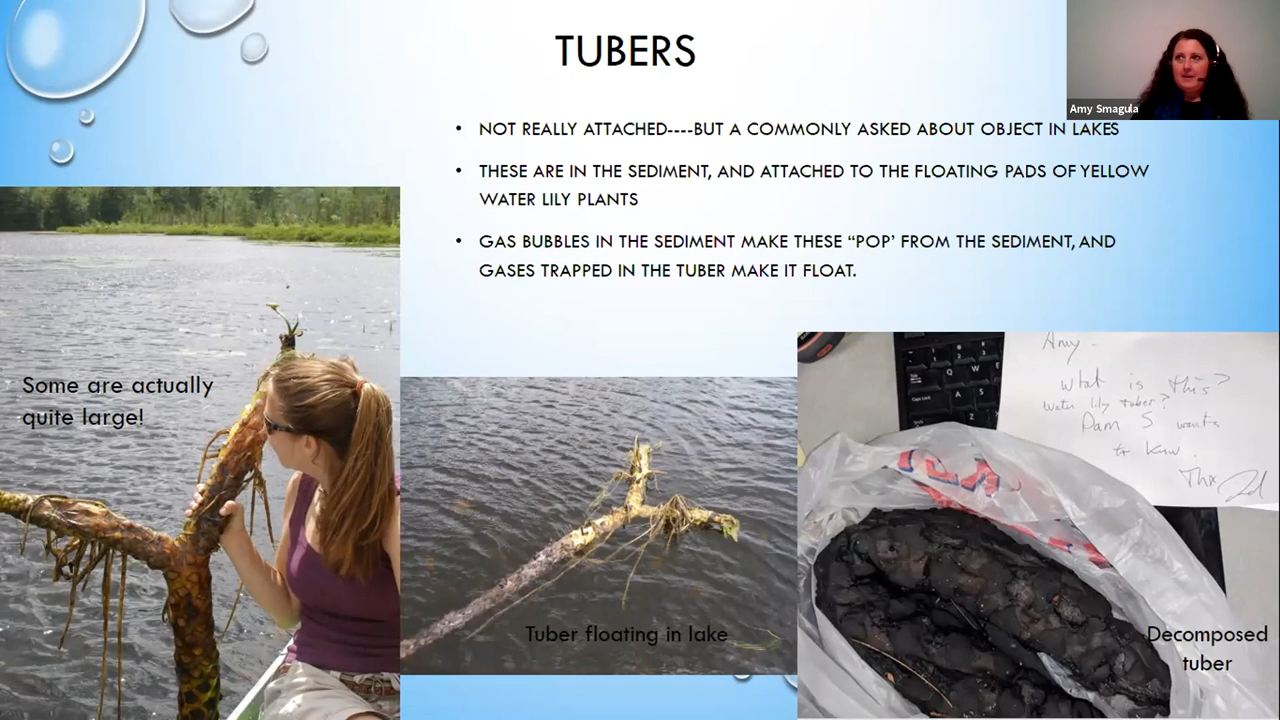 TUBERS
Amy Smagula
• NOT REALLY ATTACHED----BUT A COMMONLY ASKED ABOUT OBJECT IN LAKES
• THESE ARE IN THE SEDIMENT, AND ATTACHED TO THE FLOATING PADS OF YELLOW
WATER LILY PLANTS
• GAS BUBBLES IN THE SEDIMENT MAKE THESE “POP’ FROM THE SEDIMENT, AND
GASES TRAPPED IN THE TUBER MAKE IT FLOAT.
Some are actually
quite large!
Tuber floating in lake
Amy-
What is this?
water lily tuber?
Pam S wants
to know.
Thx
Decomposed
tuber